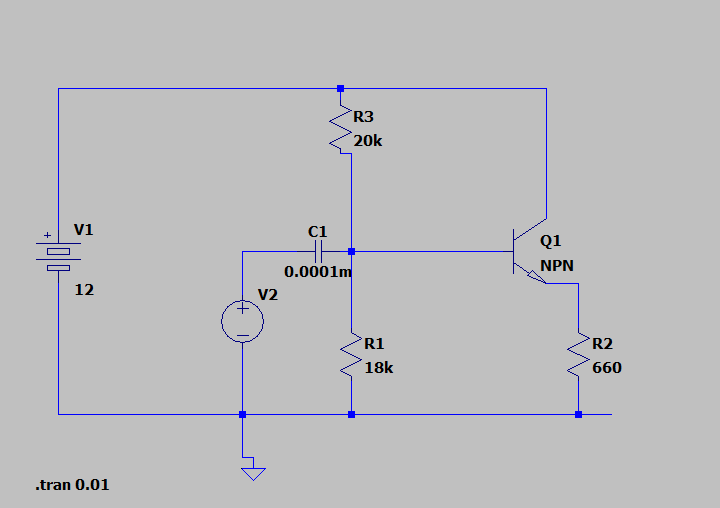 R3
20k
V1
12
C1
0.0001m
V2
Q1
NPN
R1
18k
R2
660
.tran 0.01